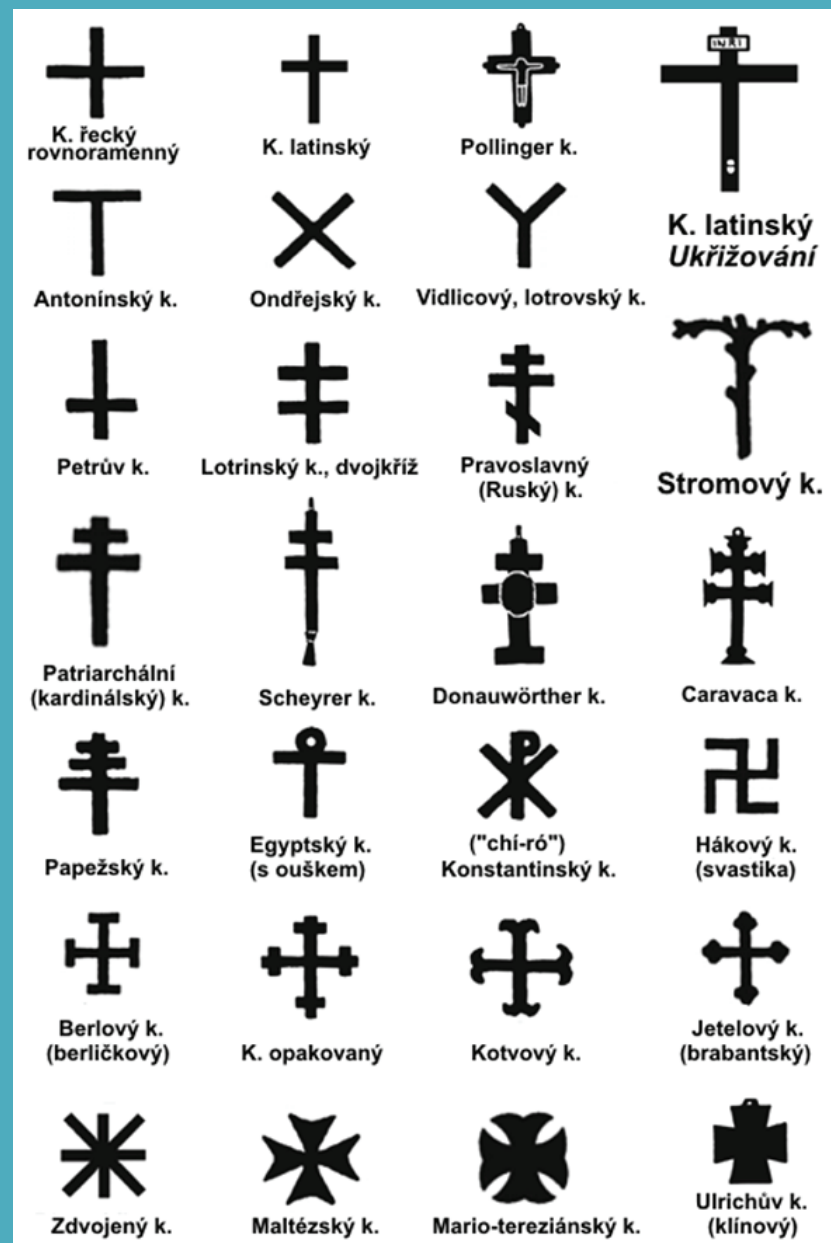 INRI
K. řecký
rovnoramenný
K. latinský
Pollinger k.
K. latinský
Ukřižování
Antonínský k.
Ondřejský k.
Vidlicový, lotrovský k.
Petrův k.
Lotrinský k., dvojkříž
Pravoslavný
(Ruský) k.
Stromový k.
Patriarchální
(kardinálský) k.
Scheyrer k.
Donauwörther k.
Caravaca k.
Papežský k.
Egyptský k.
(s ouškem)
("chí-ró")
Konstantinský k.
Hákový k.
(svastika)
Berlový k.
(berličkový)
K. opakovaný
Kotvový k.
Jetelový k.
(brabantský)
Zdvojený k.
Maltézský k.
Mario-tereziánský k.
Ulrichův k.
(klínový)